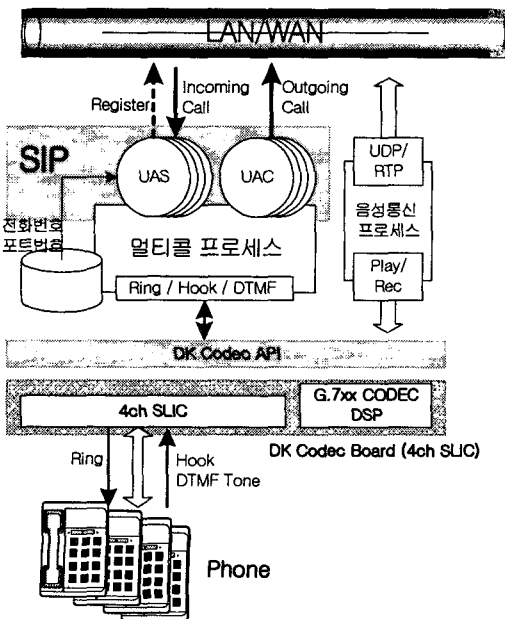 LAN/WAN
Register
Incoming
Call
Outgoing
Call
SIP
UAS
UAC
UDP/
RTP
음성통신
프로세스
Play/
Rec
전화번호
포트번호
멀티콜 프로세스
Ring / Hook / DTMF
DK Codec API
4ch SLIC
G.7xx CODEC
DSP
DK Codec Board (4ch SLIC)
Ring
Hook
DTMF Tone
Phone